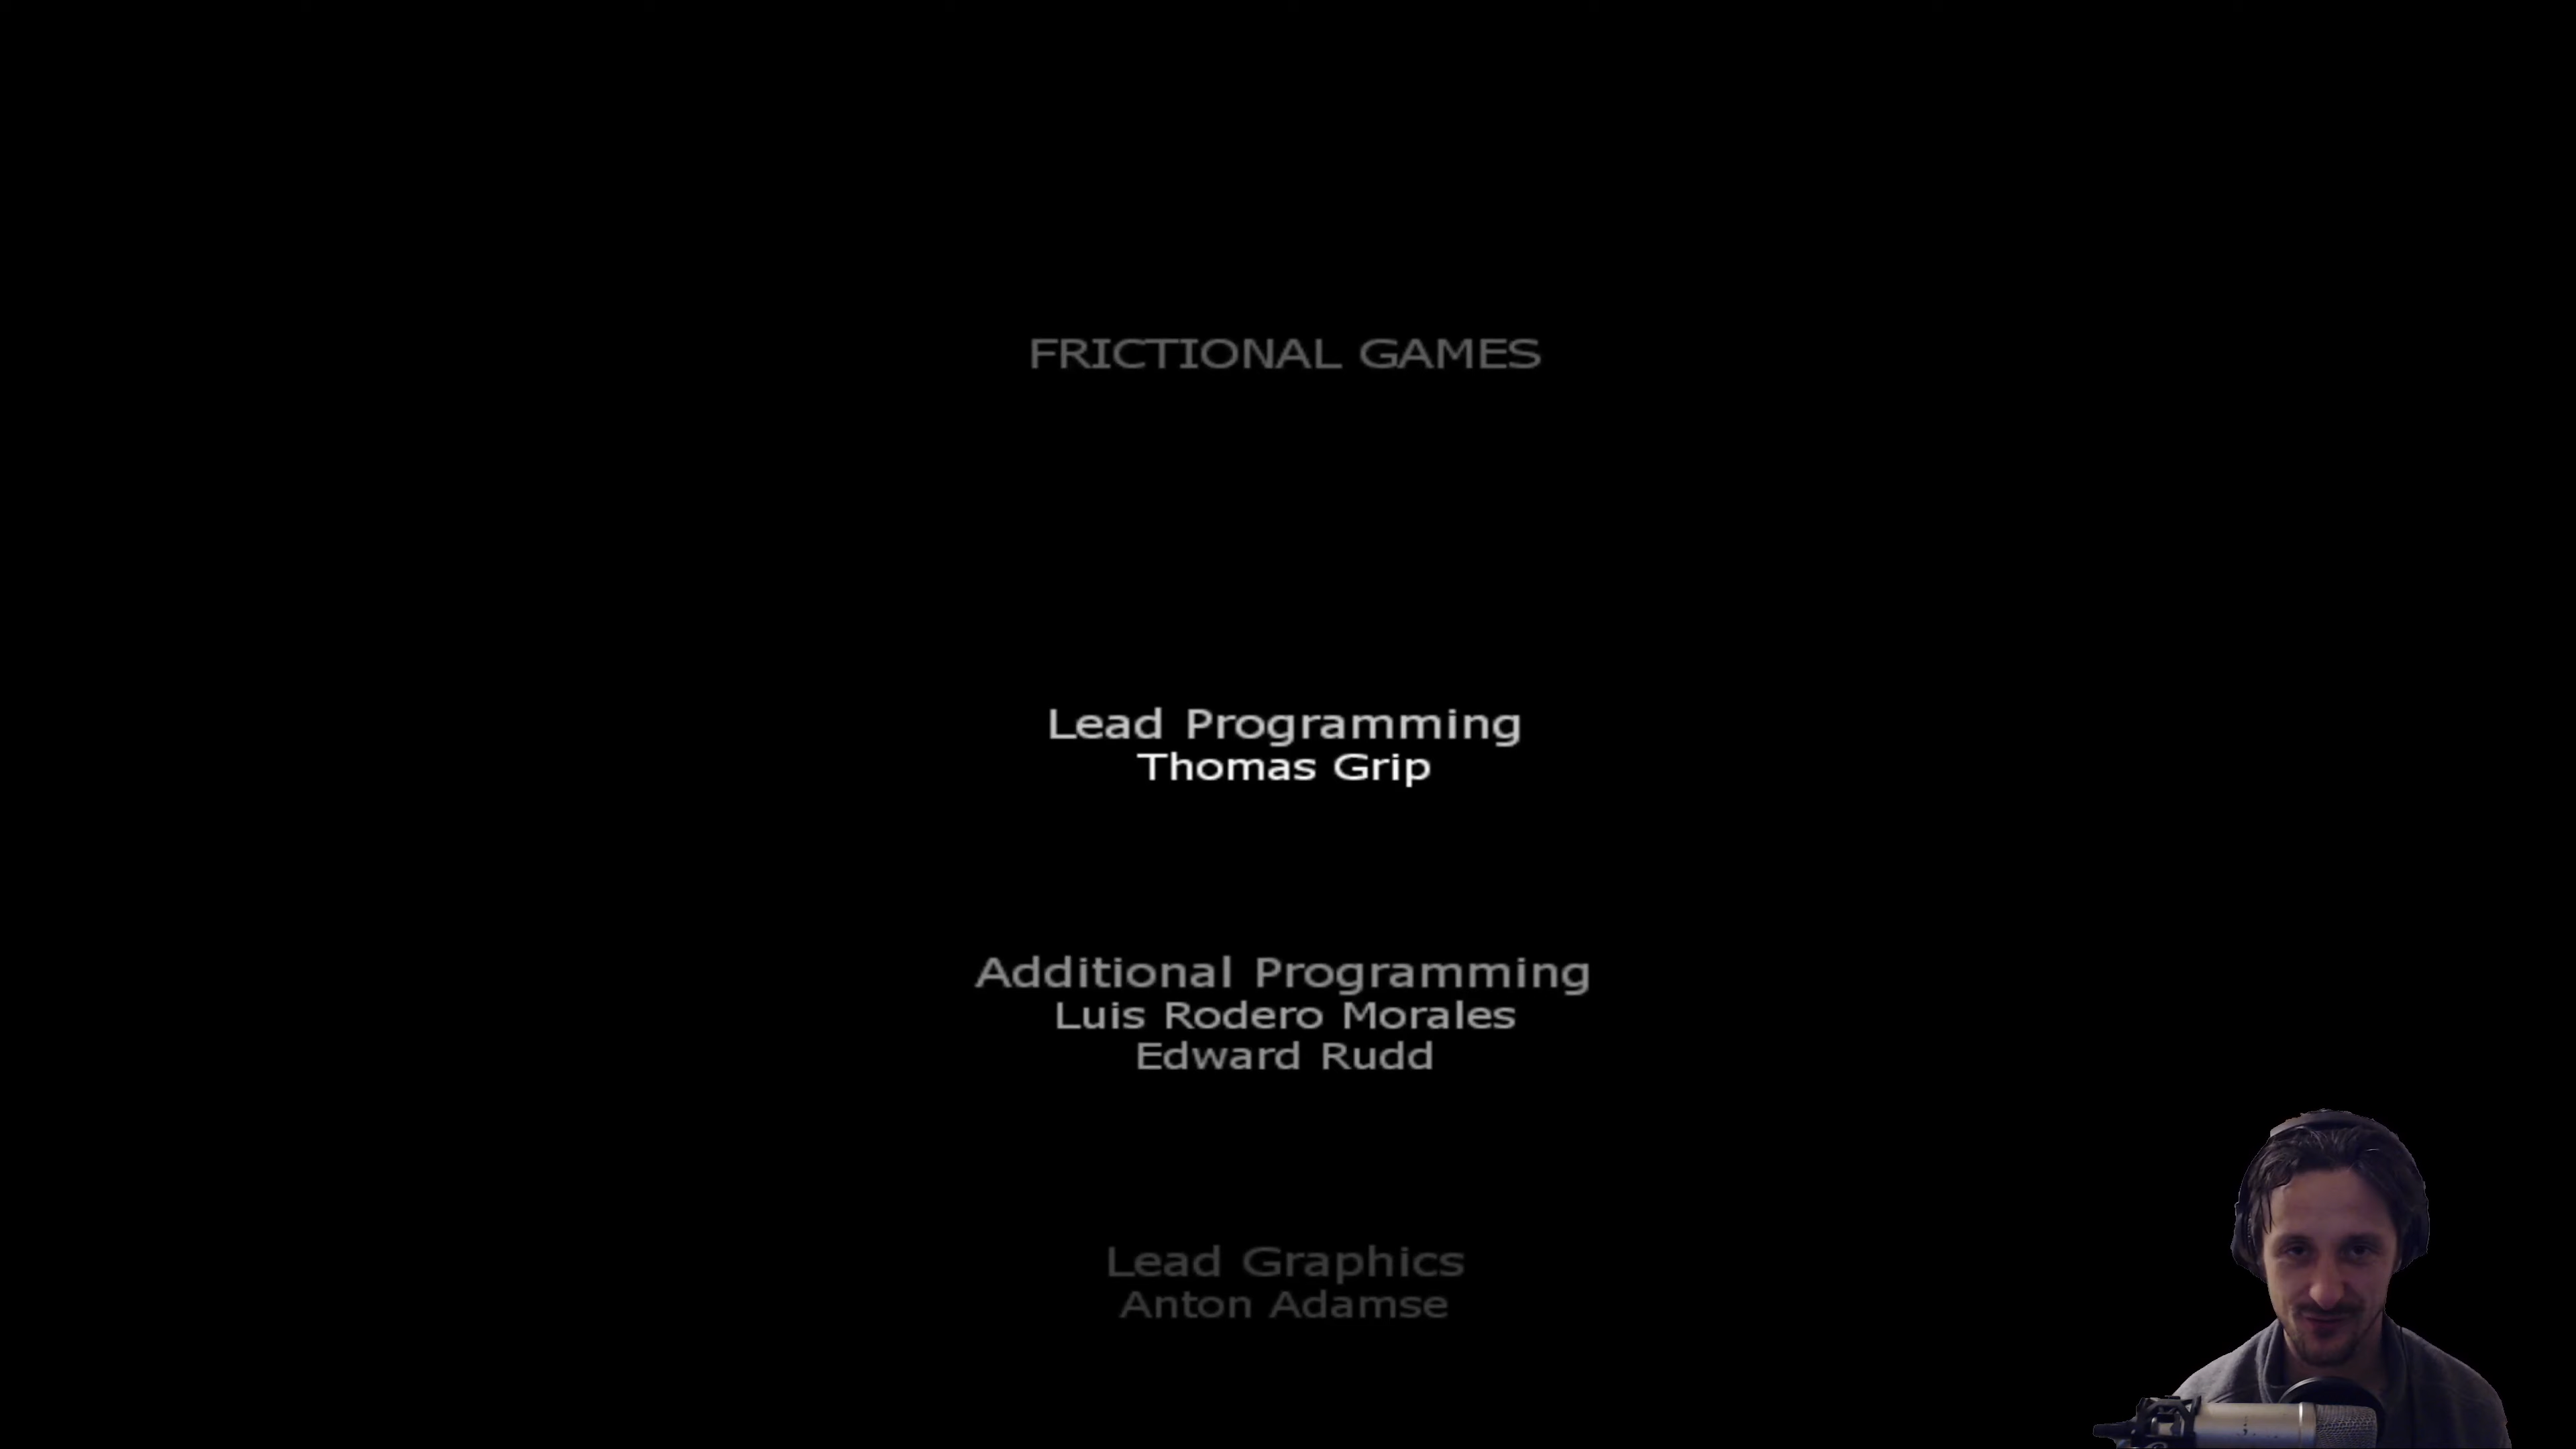 FRICTIONAL GAMES
Lead Programming
Thomas Grip
Additional Programming
Luis Rodero Morales
Edward Rudd
Lead Graphics
Anton Adamse